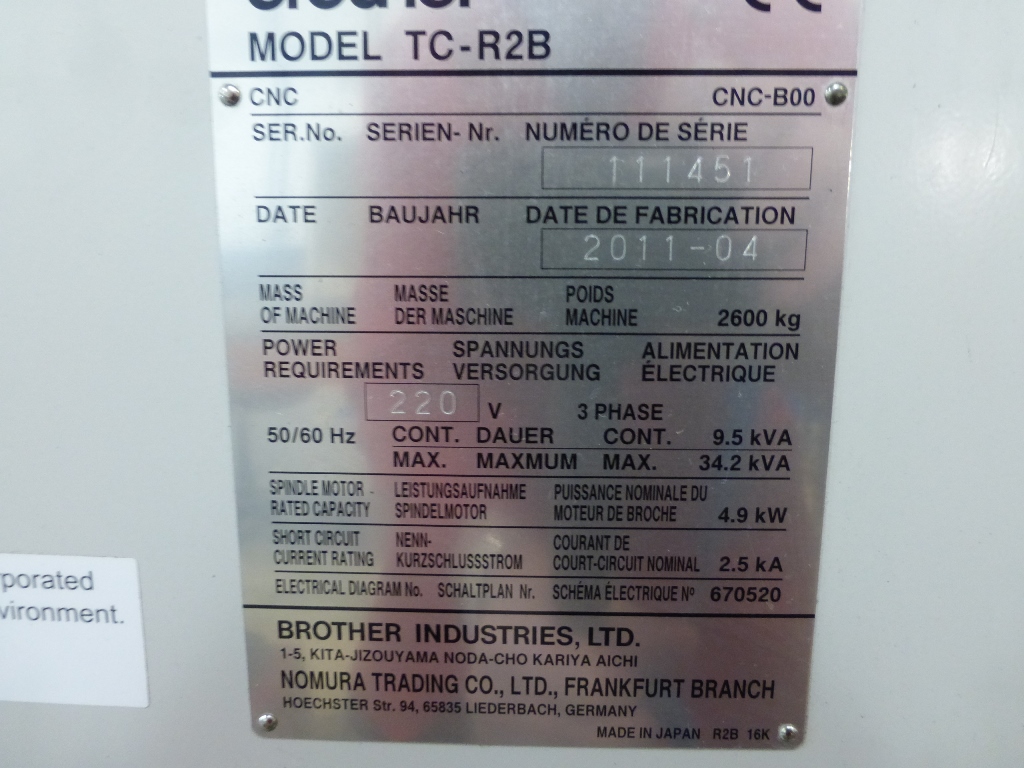 brother CE
MODEL TC-R2B
CNC CNC-B00
SER.No. SERIEN- Nr. NUMÉRO DE SÉRIE
111451
DATE BAUJAHR DATE DE FABRICATION
2011-04
MASS MASSE POIDS
OF MACHINE DER MASCHINE MACHINE 2600 kg
POWER SPANNUNGS ALIMENTATION
REQUIREMENTS VERSORGUNG ÉLECTRIQUE
220 V 3 PHASE
50/60 Hz CONT. DAUER CONT. 9.5 kVA
MAX. MAXMUM MAX. 34.2 kVA
SPINDLE MOTOR LEISTUNGSAUFNAHME PUISSANCE NOMINALE DU
RATED CAPACITY SPINDELMOTOR MOTEUR DE BROCHE 4.9 kW
SHORT CIRCUIT NENN- COURANT DE
CURRENT RATING KURZSCHLUSSSTROM COURT-CIRCUIT NOMINAL 2.5 kA
ELECTRICAL DIAGRAM No. SCHALTPLAN Nr. SCHÉMA ÉLECTRIQUE Nº 670520
BROTHER INDUSTRIES, LTD.
1-5, KITA-JIZOUYAMA NODA-CHO KARIYA AICHI
NOMURA TRADING CO., LTD., FRANKFURT BRANCH
HOECHSTER Str. 94, 65835 LIEDERBACH, GERMANY
MADE IN JAPAN R2B 16K
porated
vironment.